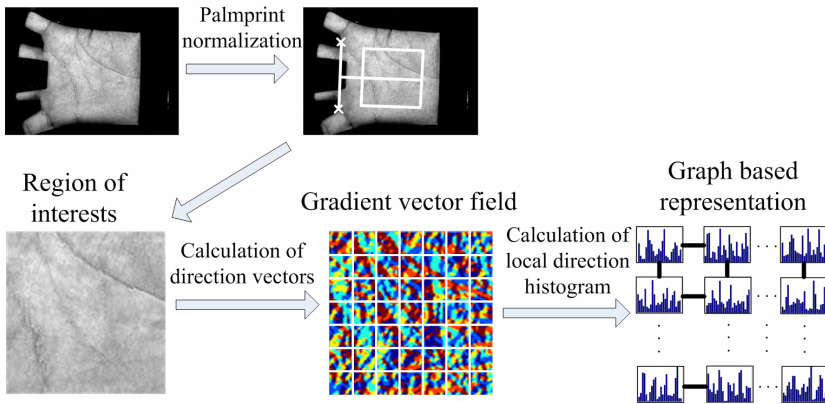 Palmprint
normalization
Region of
interests
Calculation of
direction vectors
Gradient vector field
Calculation of
local direction
histogram
Graph based
representation